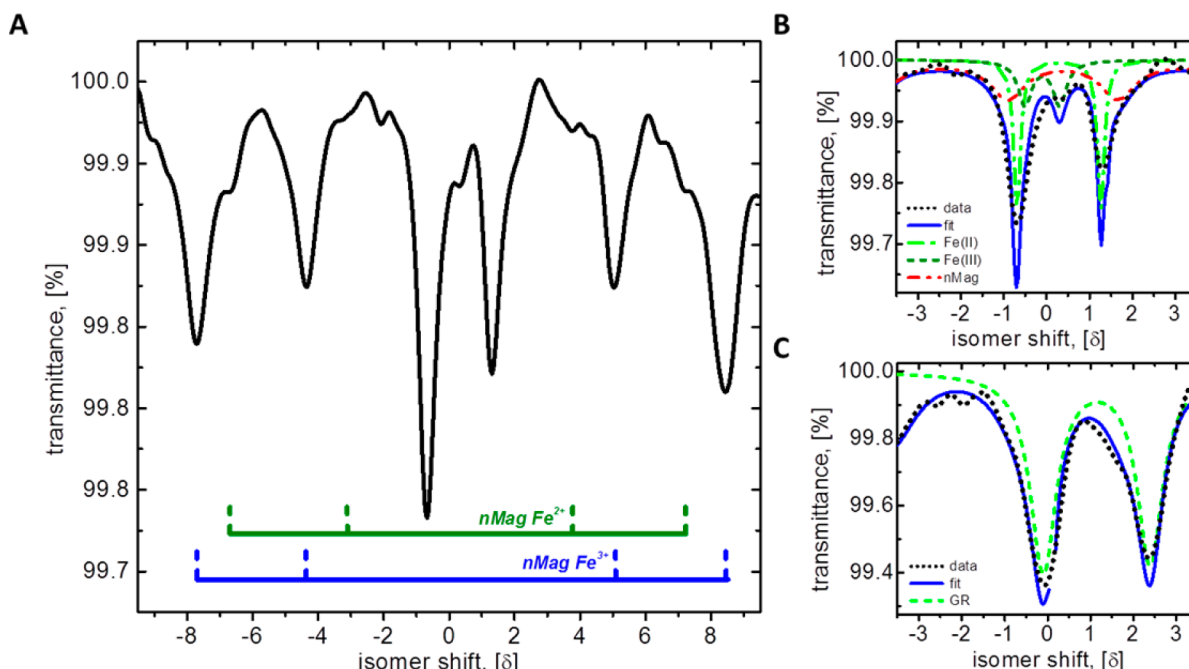 A
transmittance, [%]
100.0
99.9
99.9
99.8
99.8
99.8
99.7
nMag Fe2+
nMag Fe3+
-8
-6
-4
-2
0
2
4
6
8
isomer shift, [δ]
B
transmittance, [%]
100.0
99.9
99.8
99.7
data
fit
Fe(II)
Fe(III)
nMag
-3
-2
-1
0
1
2
3
isomer shift, [δ]
C
transmittance, [%]
100.0
99.8
99.6
99.4
data
fit
GR
-3
-2
-1
0
1
2
3
isomer shift, [δ]